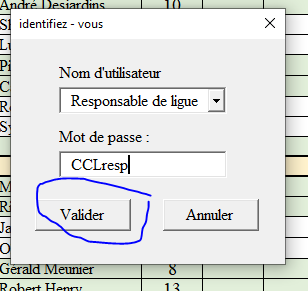 André Desjardins 10
identifiez - vous
Nom d'utilisateur
Responsable de ligue
Mot de passe :
CCLresp
Valider Annuler
Gérald Meunier 8
Robert Henry 13